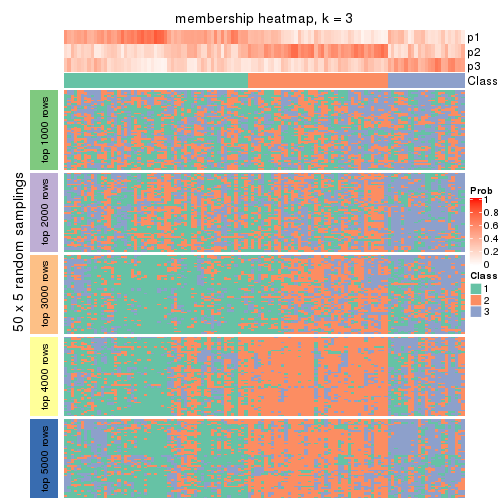 membership heatmap, k = 3
p1
p2
p3
Class
50 x 5 random samplings
top 1000 rows
top 2000 rows
top 3000 rows
top 4000 rows
top 5000 rows
Prob
1
0.8
0.6
0.4
0.2
0
Class
1
2
3